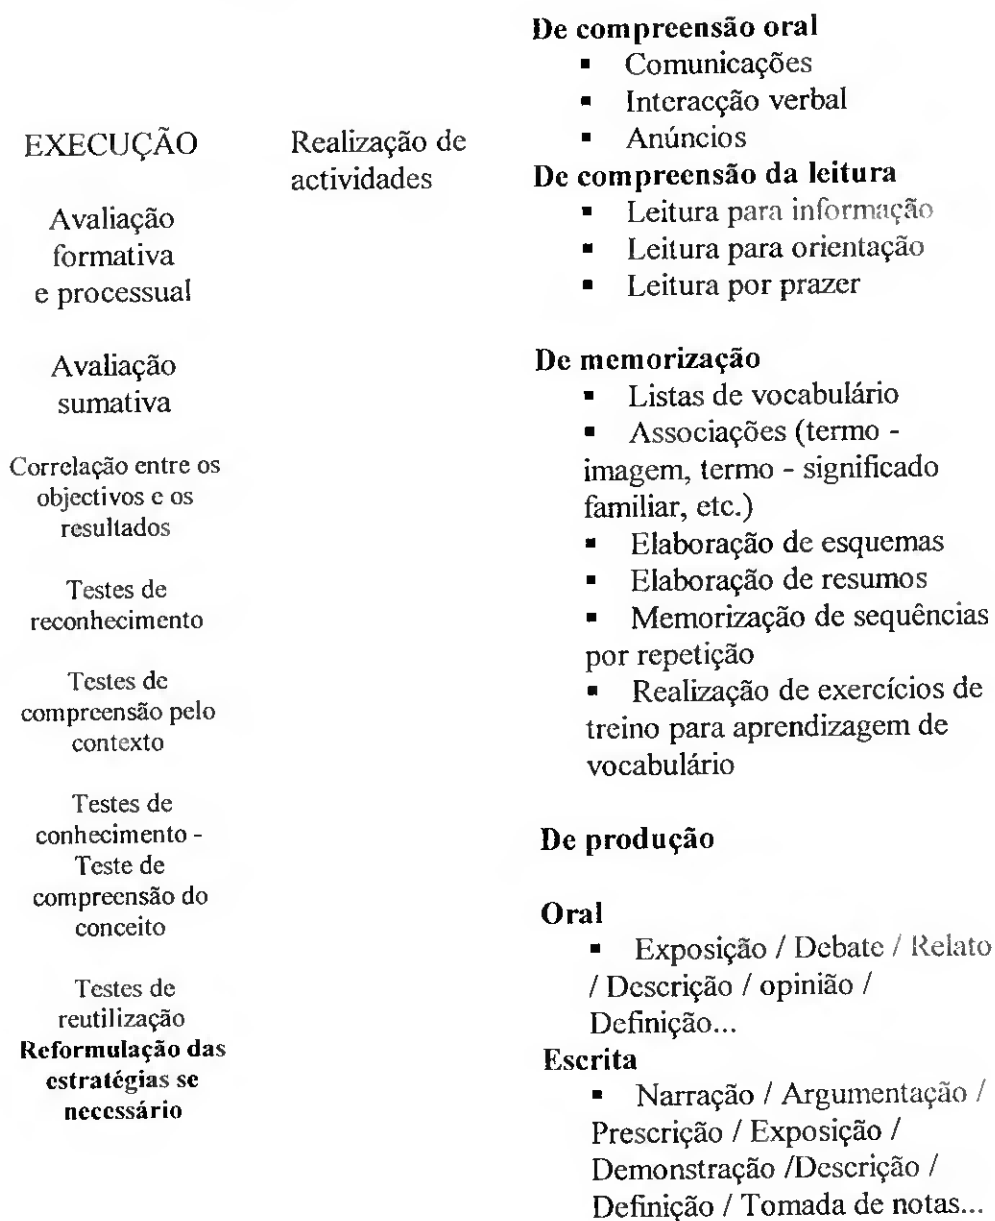 EXECUÇÃO
Avaliação
formativa
e processual
Avaliação
sumativa
Correlação entre os
objectivos e os
resultados
Testes de
reconhecimento
Testes de
compreensão pelo
contexto
Testes de
conhecimento -
Teste de
compreensão do
conceito
Testes de
reutilização
Reformulação das
estratégias se
necessário
Realização de
actividades
De compreensão oral
▪ Comunicações
▪ Interacção verbal
▪ Anúncios
De compreensão da leitura
▪ Leitura para informação
▪ Leitura para orientação
▪ Leitura por prazer
De memorização
▪ Listas de vocabulário
▪ Associações (termo -
imagem, termo - significado
familiar, etc.)
▪ Elaboração de esquemas
▪ Elaboração de resumos
▪ Memorização de sequências
por repetição
▪ Realização de exercícios de
treino para aprendizagem de
vocabulário
De produção
Oral
▪ Exposição / Debate / Relato
/ Descrição / opinião /
Definição...
Escrita
▪ Narração / Argumentação /
Prescrição / Exposição /
Demonstração /Descrição /
Definição / Tomada de notas...